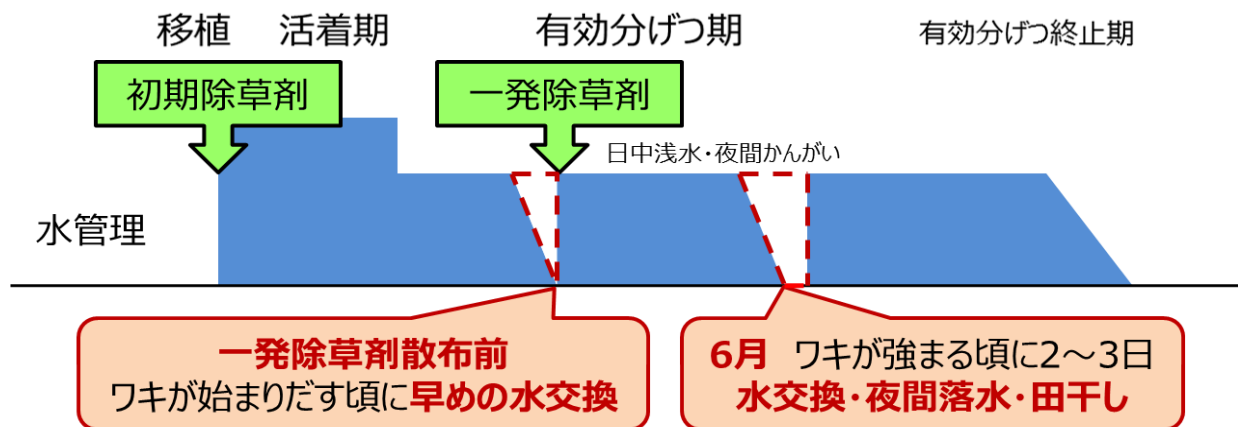 移植 活着期 有効分げつ期 有効分げつ終止期
初期除草剤 一発除草剤
日中浅水・夜間かんがい
水管理
一発除草剤散布前
ワキが始まりだす頃に早めの水交換
6月 ワキが強まる頃に2～3日
水交換・夜間落水・田干し